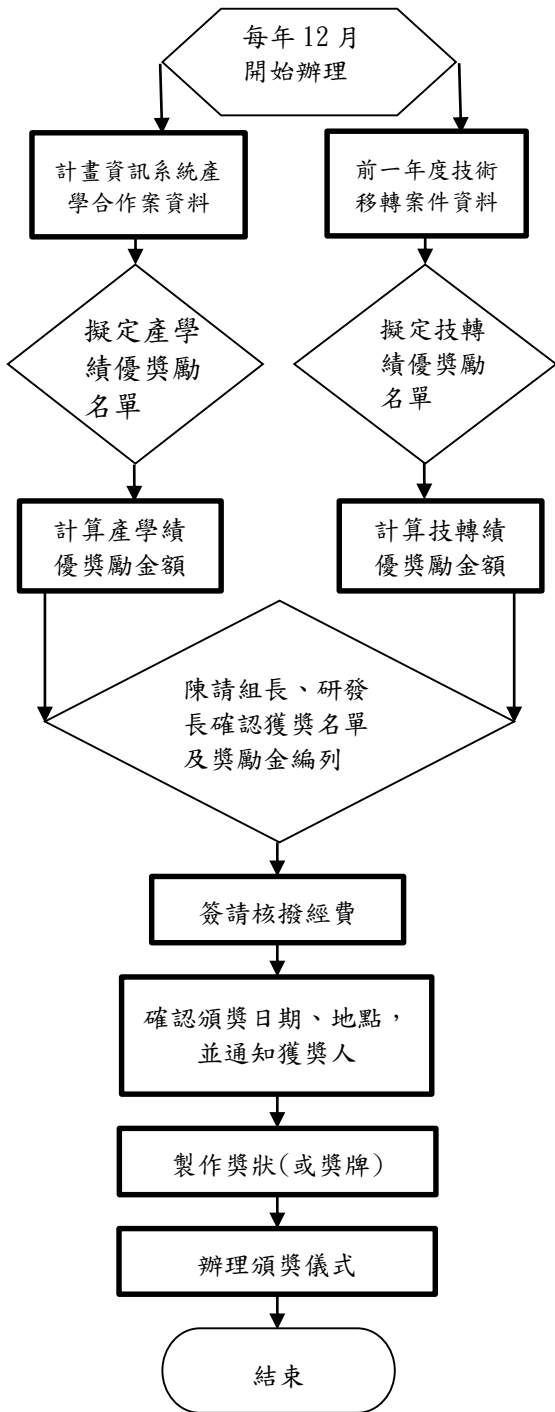 每年12月
開始辦理
計畫資訊系統產
學合作案資料
前一年度技術
移轉案件資料
擬定產學
績優獎勵
名單
擬定技轉
績優獎勵
名單
計算產學績
優獎勵金額
計算技轉績
優獎勵金額
陳請組長、研發
長確認獲獎名單
及獎勵金編列
簽請核撥經費
確認頒獎日期、地點，
並通知獲獎人
製作獎狀(或獎牌)
辦理頒獎儀式
結束